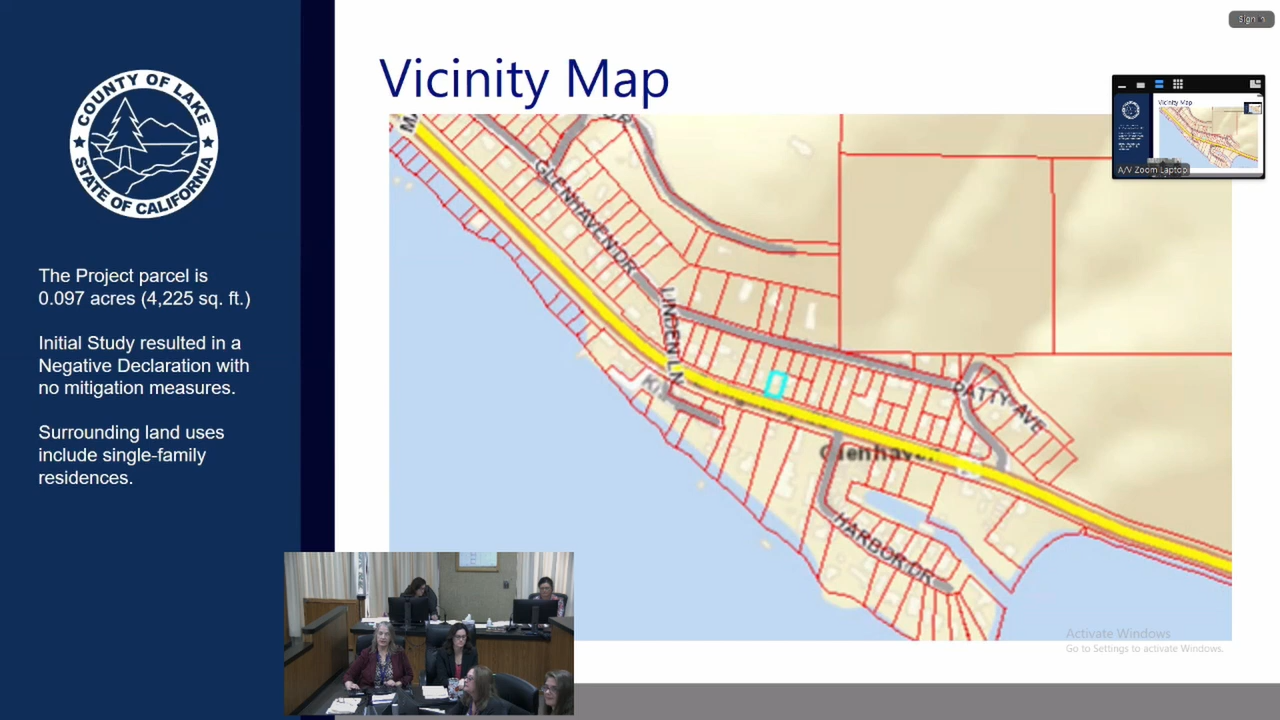 Sign in
Vicinity Map
COUNTY OF LAKE
STATE OF CALIFORNIA
The Project parcel is
0.097 acres (4,225 sq. ft.)
Initial Study resulted in a
Negative Declaration with
no mitigation measures.
Surrounding land uses
include single-family
residences.
GLENHAVEN DR
LINDEN LN
PATTY AVE
Glenhaven
HARBOR DR
Vicinity Map
A/V Zoom Laptop
Activate Windows
Go to Settings to activate Windows.